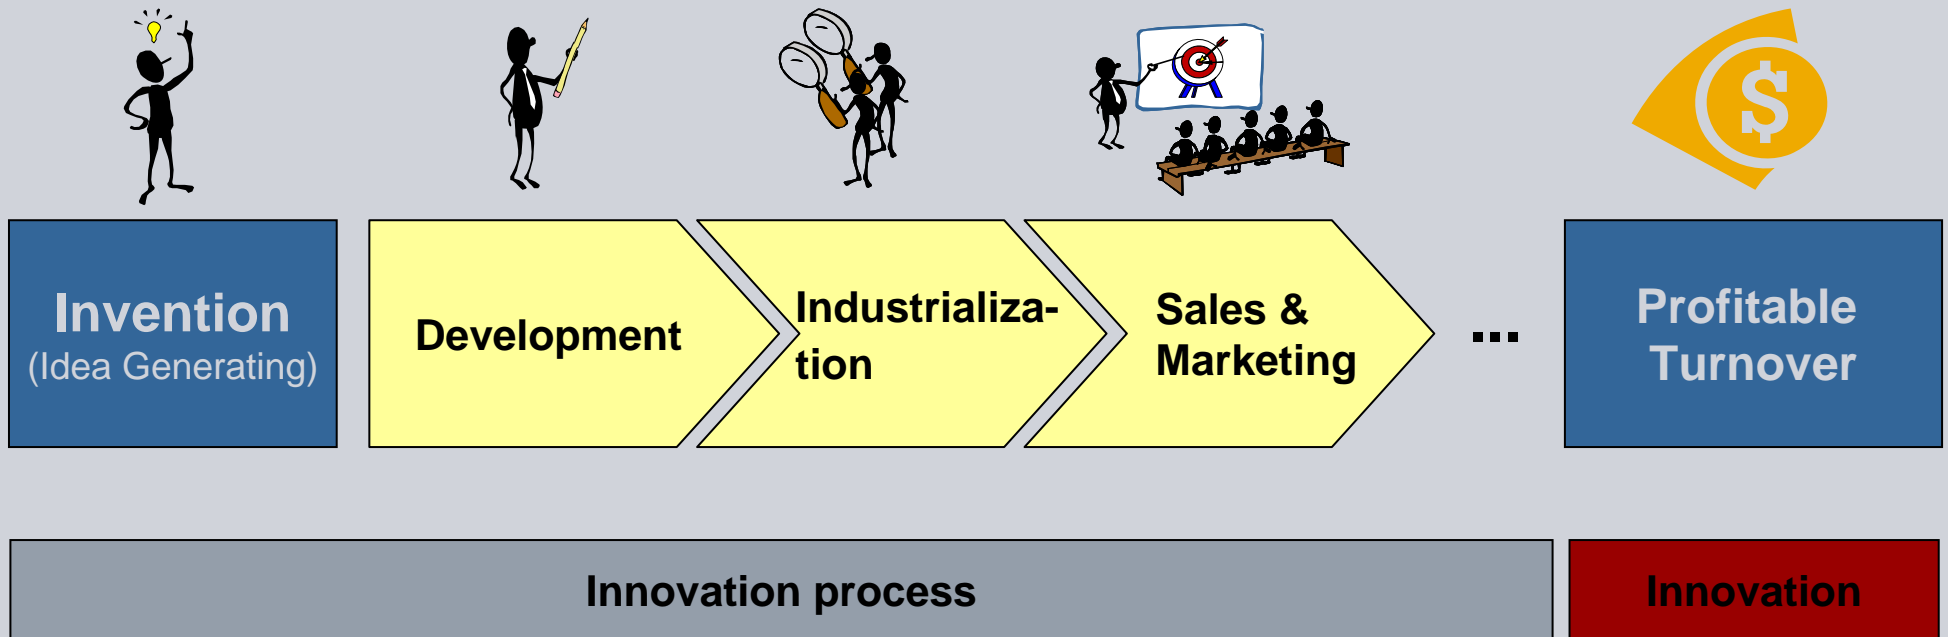 $
Invention
(Idea Generating)
Development
Industrializa-
tion
Sales &
Marketing
...
Profitable
Turnover
Innovation process
Innovation